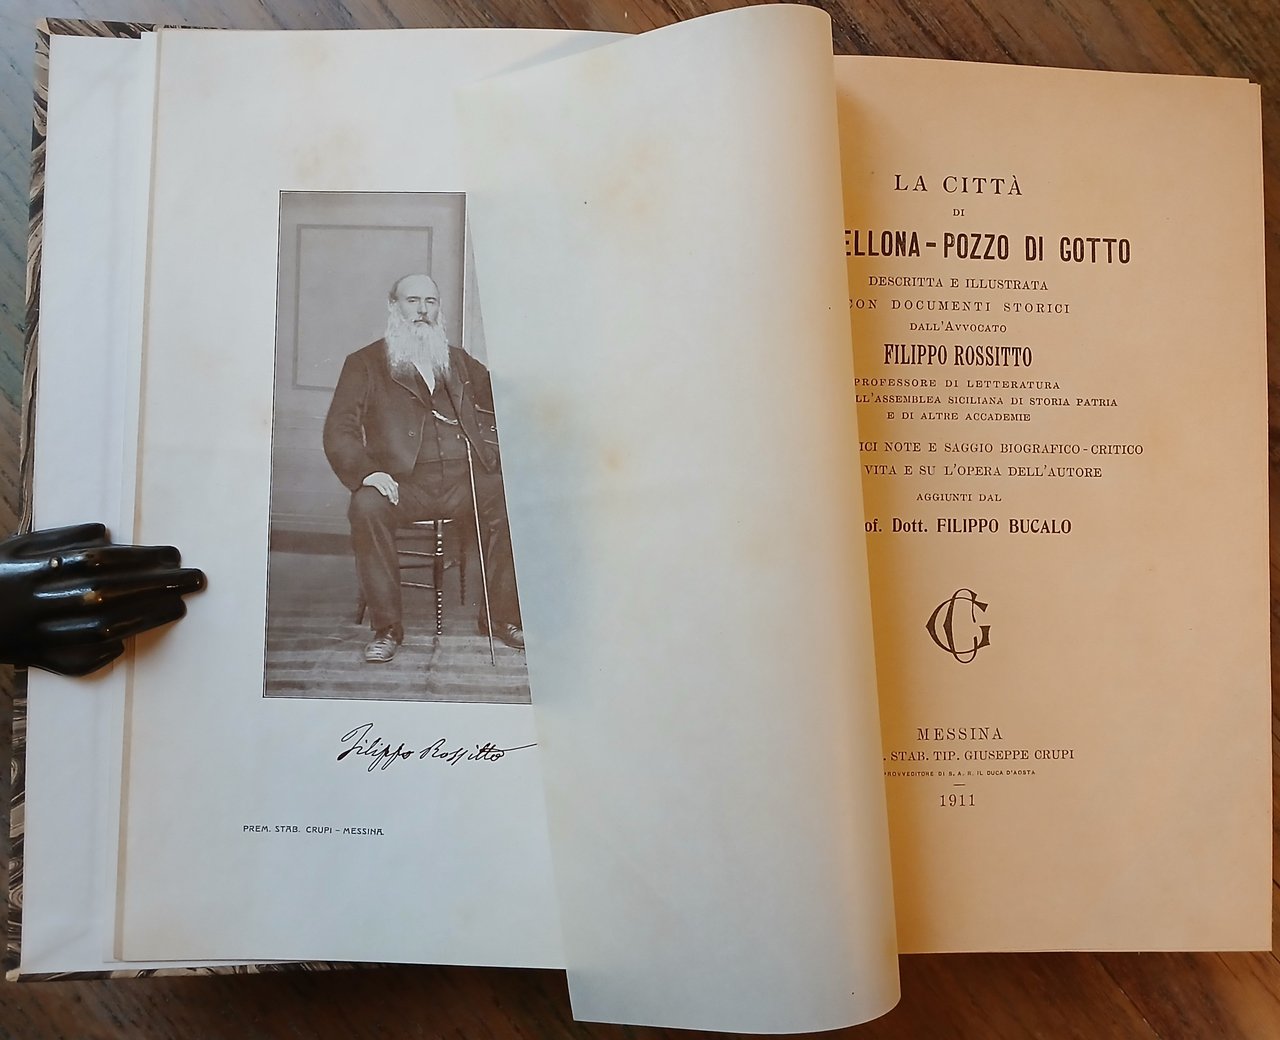 Filippo Rossitto
PREM. STAB. CRUPI - MESSINA
LA CITTÀ
DI
ELLONA - POZZO DI GOTTO
DESCRITTA E ILLUSTRATA
CON DOCUMENTI STORICI
DALL'AVVOCATO
FILIPPO ROSSITTO
PROFESSORE DI LETTERATURA
LL'ASSEMBLEA SICILIANA DI STORIA PATRIA
E DI ALTRE ACCADEMIE
ICI NOTE E SAGGIO BIOGRAFICO-CRITICO
VITA E SU L'OPERA DELL'AUTORE
AGGIUNTI DAL
of. Dott. FILIPPO BUCALO
GC
MESSINA
. STAB. TIP. GIUSEPPE CRUPI
PROVVEDITORE DI S. A. R. IL DUCA D'AOSTA
1911